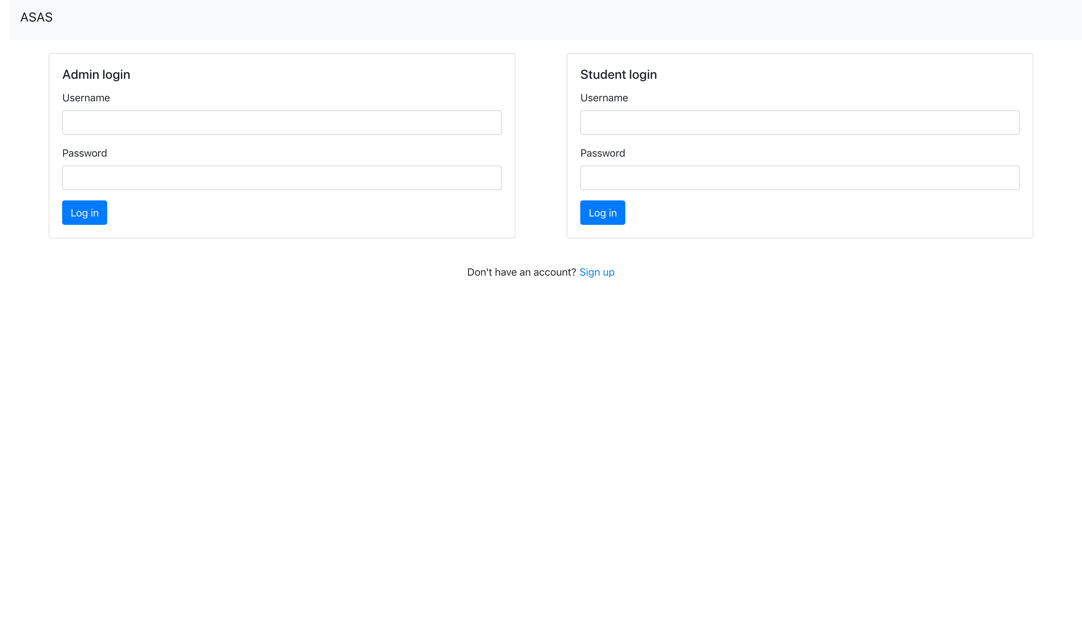 ASAS
Admin login
Username
Password
Log in
Student login
Username
Password
Log in
Don't have an account? Sign up